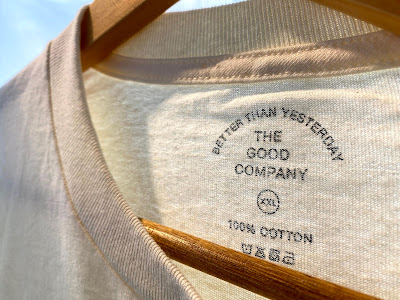 BETTER THAN YESTERDAY
THE
GOOD
COMPANY
XXL
100% COTTON